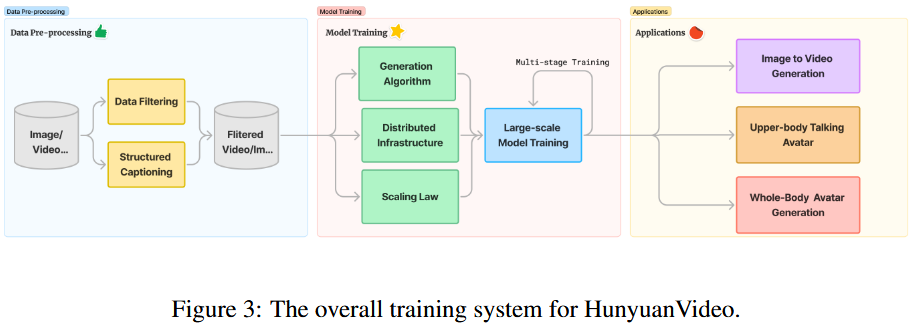 Data Pre-processing
Data Pre-processing
Image/
Video...
Data Filtering
Structured
Captioning
Flitered
Video/Im...
Model Training
Model Training
Generation
Algorithm
Distributed
Infrastructure
Scaling Law
Multi-stage Training
Large-scale
Model Training
Applications
Applications
Image to Video
Generation
Upper-body Talking
Avatar
Whole-Body Avatar
Generation
Figure 3: The overall training system for HunyuanVideo.